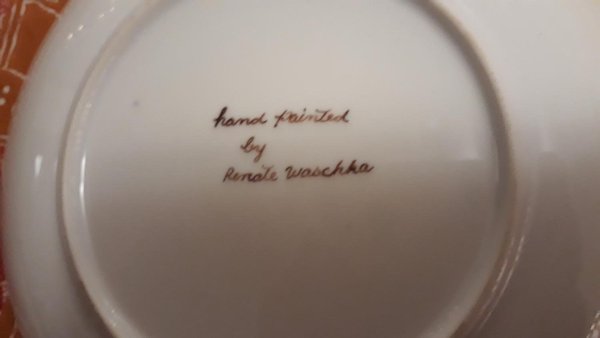 hand painted
by
Renate Waschka